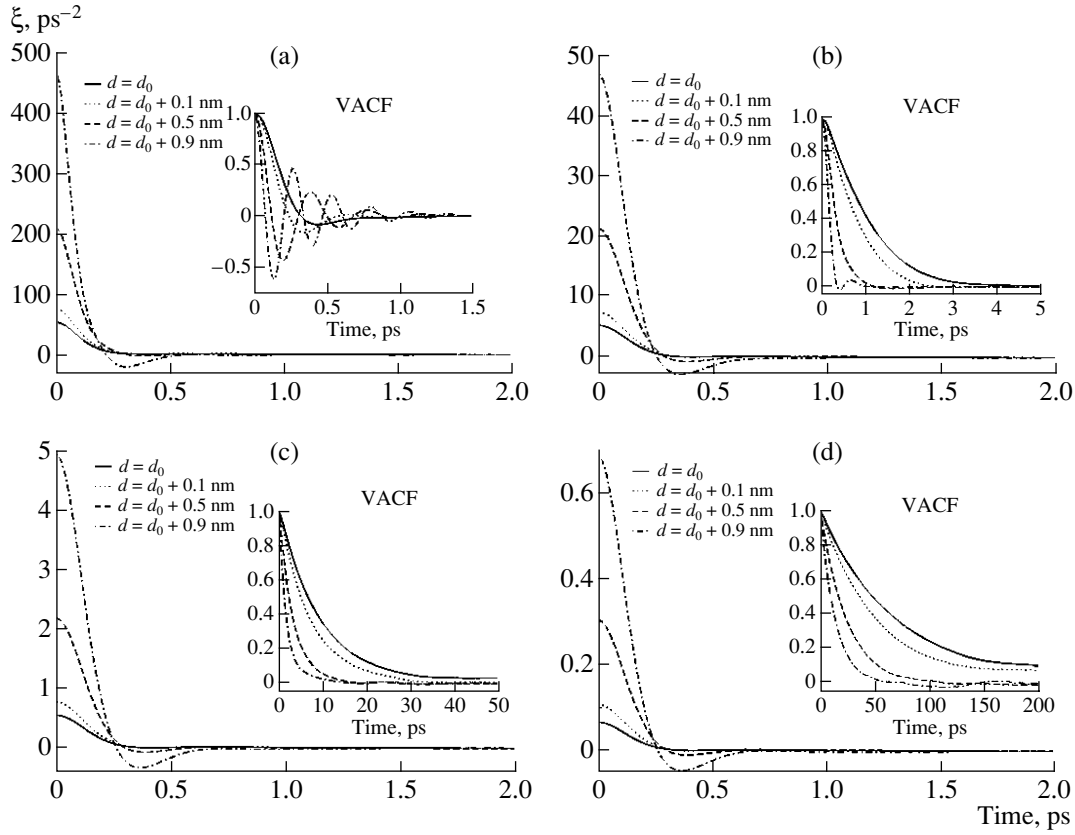 ξ, ps⁻²
(a)
500
400
300
200
100
0
0
0.5
1.0
1.5
2.0
d = d₀
d = d₀ + 0.1 nm
d = d₀ + 0.5 nm
d = d₀ + 0.9 nm
VACF
1.0
0.5
0
−0.5
0
0.5
1.0
1.5
Time, ps
(b)
50
40
30
20
10
0
0
0.5
1.0
1.5
2.0
d = d₀
d = d₀ + 0.1 nm
d = d₀ + 0.5 nm
d = d₀ + 0.9 nm
VACF
1.0
0.8
0.6
0.4
0.2
0
0
1
2
3
4
5
Time, ps
(c)
5
4
3
2
1
0
0
0.5
1.0
1.5
2.0
d = d₀
d = d₀ + 0.1 nm
d = d₀ + 0.5 nm
d = d₀ + 0.9 nm
VACF
1.0
0.8
0.6
0.4
0.2
0
0
10
20
30
40
50
Time, ps
(d)
0.6
0.4
0.2
0
0
0.5
1.0
1.5
2.0
d = d₀
d = d₀ + 0.1 nm
d = d₀ + 0.5 nm
d = d₀ + 0.9 nm
VACF
1.0
0.8
0.6
0.4
0.2
0
0
50
100
150
200
Time, ps
Time, ps